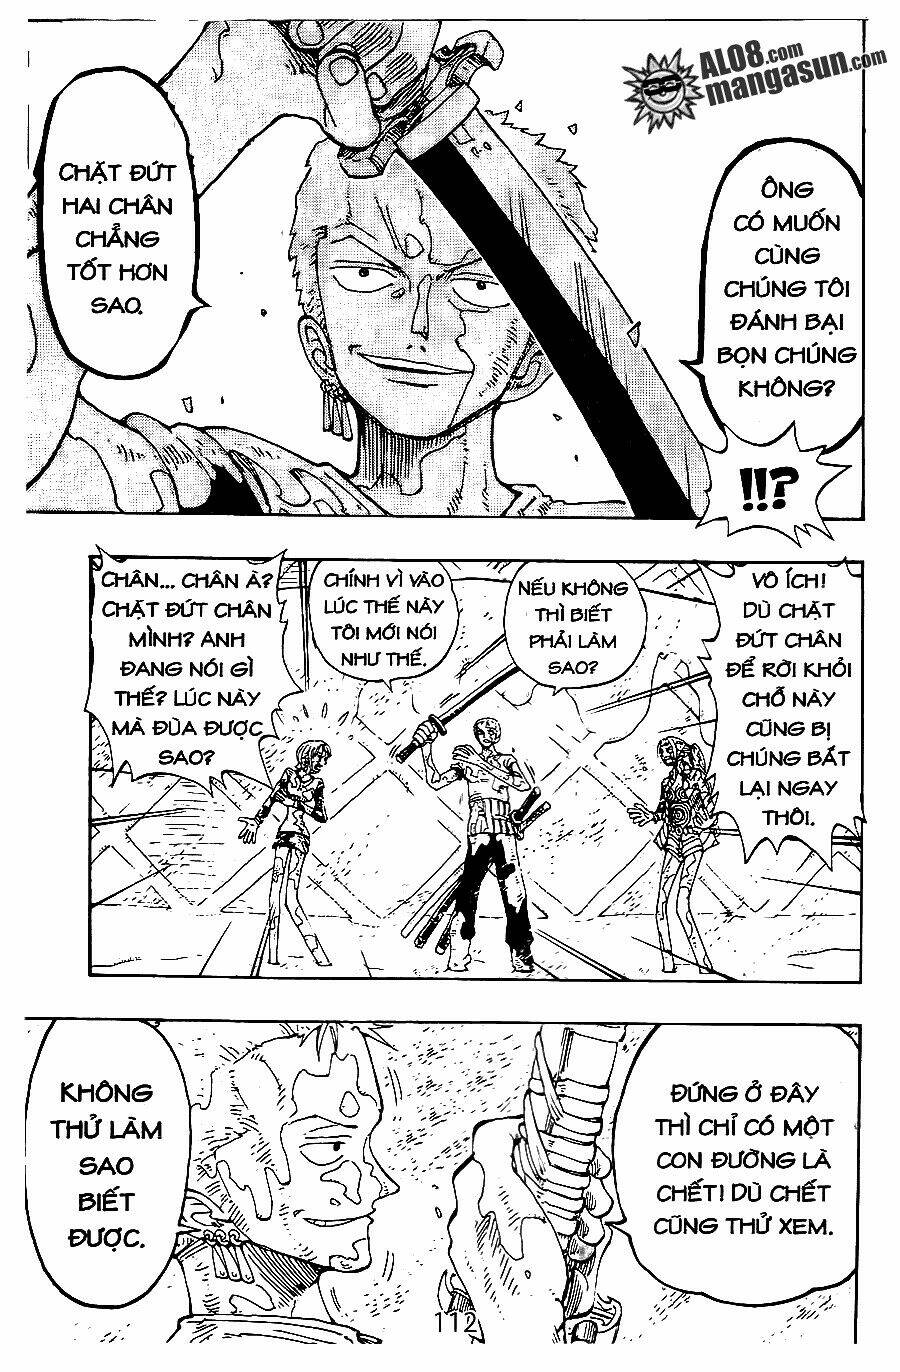 AL08.com
mangasun.com
ÔNG
CÓ MUỐN
CÙNG
CHÚNG TÔI
ĐÁNH BẠI
BỌN CHÚNG
KHÔNG?
CHẶT ĐỨT
HAI CHÂN
CHẲNG
TỐT HƠN
SAO.
!!?
VÔ ÍCH!
DÙ CHẶT
ĐỨT CHÂN
ĐỂ RỜI KHỎI
CHỖ NÀY
CŨNG BỊ
CHÚNG BẮT
LẠI NGAY
THÔI.
NẾU KHÔNG
THÌ BIẾT
PHẢI LÀM
SAO?
CHÍNH VÌ VÀO
LÚC THẾ NÀY
TÔI MỚI NÓI
NHƯ THẾ.
CHÂN... CHÂN À?
CHẶT ĐỨT CHÂN
MÌNH? ANH
ĐANG NÓI GÌ
THẾ? LÚC NÀY
MÀ ĐÙA ĐƯỢC
SAO?
ĐỨNG Ở ĐÂY
THÌ CHỈ CÓ MỘT
CON ĐƯỜNG LÀ
CHẾT! DÙ CHẾT
CŨNG THỬ XEM.
KHÔNG
THỬ LÀM
SAO
BIẾT
ĐƯỢC.
112